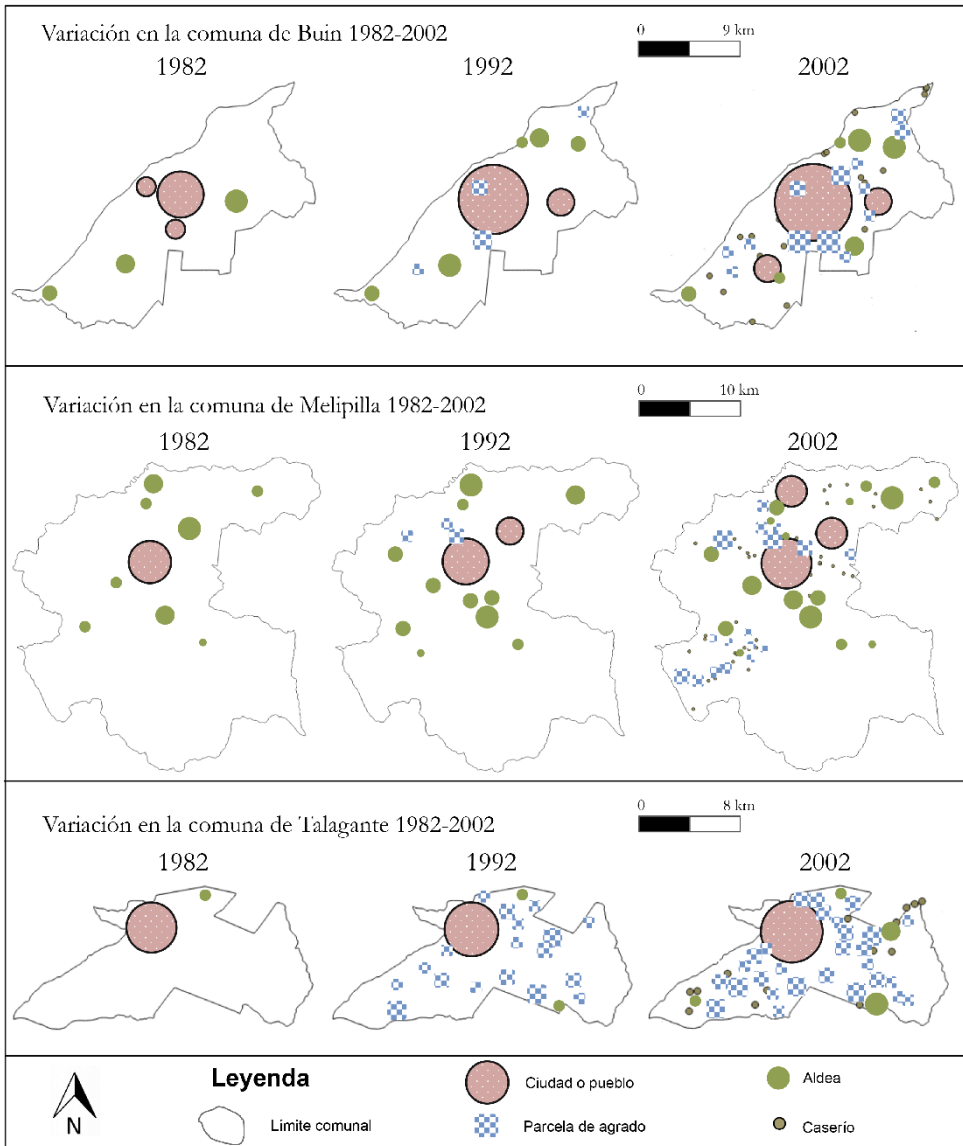 Variación en la comuna de Buin 1982-2002
0 9 km
1982 1992 2002
Variación en la comuna de Melipilla 1982-2002
0 10 km
1982 1992 2002
Variación en la comuna de Talagante 1982-2002
0 8 km
1982 1992 2002
N
Leyenda
Limite comunal
Ciudad o pueblo
Parcela de agrado
Aldea
Caserío